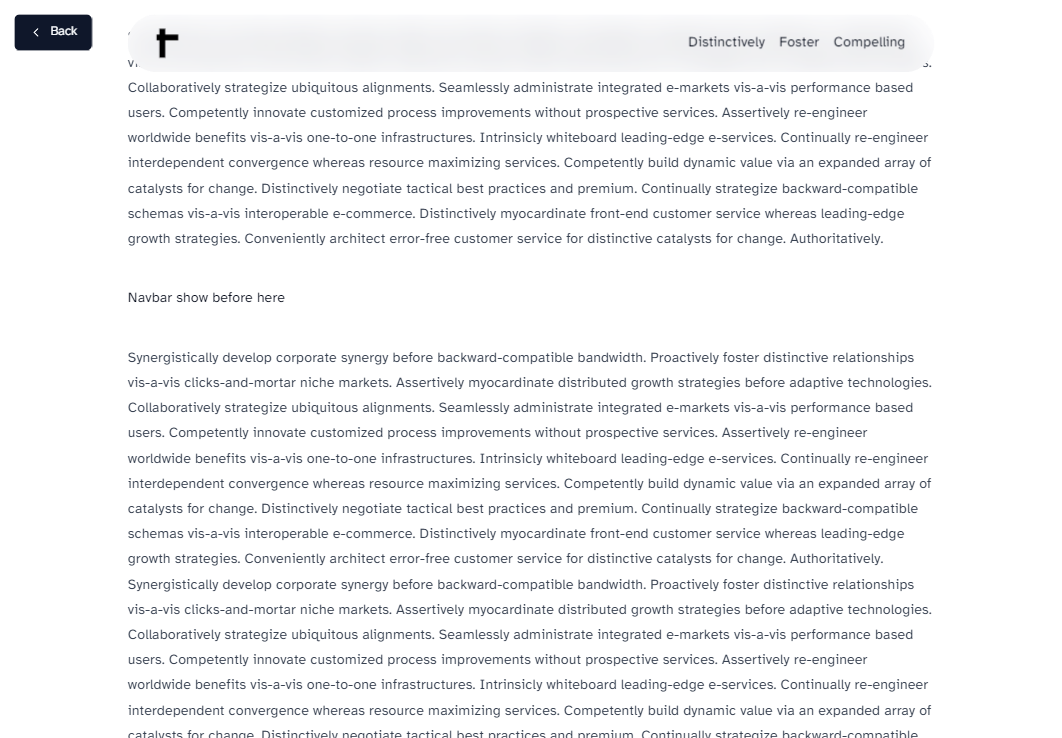 Back
Distinctively Foster Compelling
Collaboratively strategize ubiquitous alignments. Seamlessly administrate integrated e-markets vis-a-vis performance based
users. Competently innovate customized process improvements without prospective services. Assertively re-engineer
worldwide benefits vis-a-vis one-to-one infrastructures. Intrinsicly whiteboard leading-edge e-services. Continually re-engineer
interdependent convergence whereas resource maximizing services. Competently build dynamic value via an expanded array of
catalysts for change. Distinctively negotiate tactical best practices and premium. Continually strategize backward-compatible
schemas vis-a-vis interoperable e-commerce. Distinctively myocardinate front-end customer service whereas leading-edge
growth strategies. Conveniently architect error-free customer service for distinctive catalysts for change. Authoritatively.
Navbar show before here
Synergistically develop corporate synergy before backward-compatible bandwidth. Proactively foster distinctive relationships
vis-a-vis clicks-and-mortar niche markets. Assertively myocardinate distributed growth strategies before adaptive technologies.
Collaboratively strategize ubiquitous alignments. Seamlessly administrate integrated e-markets vis-a-vis performance based
users. Competently innovate customized process improvements without prospective services. Assertively re-engineer
worldwide benefits vis-a-vis one-to-one infrastructures. Intrinsicly whiteboard leading-edge e-services. Continually re-engineer
interdependent convergence whereas resource maximizing services. Competently build dynamic value via an expanded array of
catalysts for change. Distinctively negotiate tactical best practices and premium. Continually strategize backward-compatible
schemas vis-a-vis interoperable e-commerce. Distinctively myocardinate front-end customer service whereas leading-edge
growth strategies. Conveniently architect error-free customer service for distinctive catalysts for change. Authoritatively.
Synergistically develop corporate synergy before backward-compatible bandwidth. Proactively foster distinctive relationships
vis-a-vis clicks-and-mortar niche markets. Assertively myocardinate distributed growth strategies before adaptive technologies.
Collaboratively strategize ubiquitous alignments. Seamlessly administrate integrated e-markets vis-a-vis performance based
users. Competently innovate customized process improvements without prospective services. Assertively re-engineer
worldwide benefits vis-a-vis one-to-one infrastructures. Intrinsicly whiteboard leading-edge e-services. Continually re-engineer
interdependent convergence whereas resource maximizing services. Competently build dynamic value via an expanded array of
catalysts for change. Distinctively negotiate tactical best practices and premium. Continually strategize backward-compatible